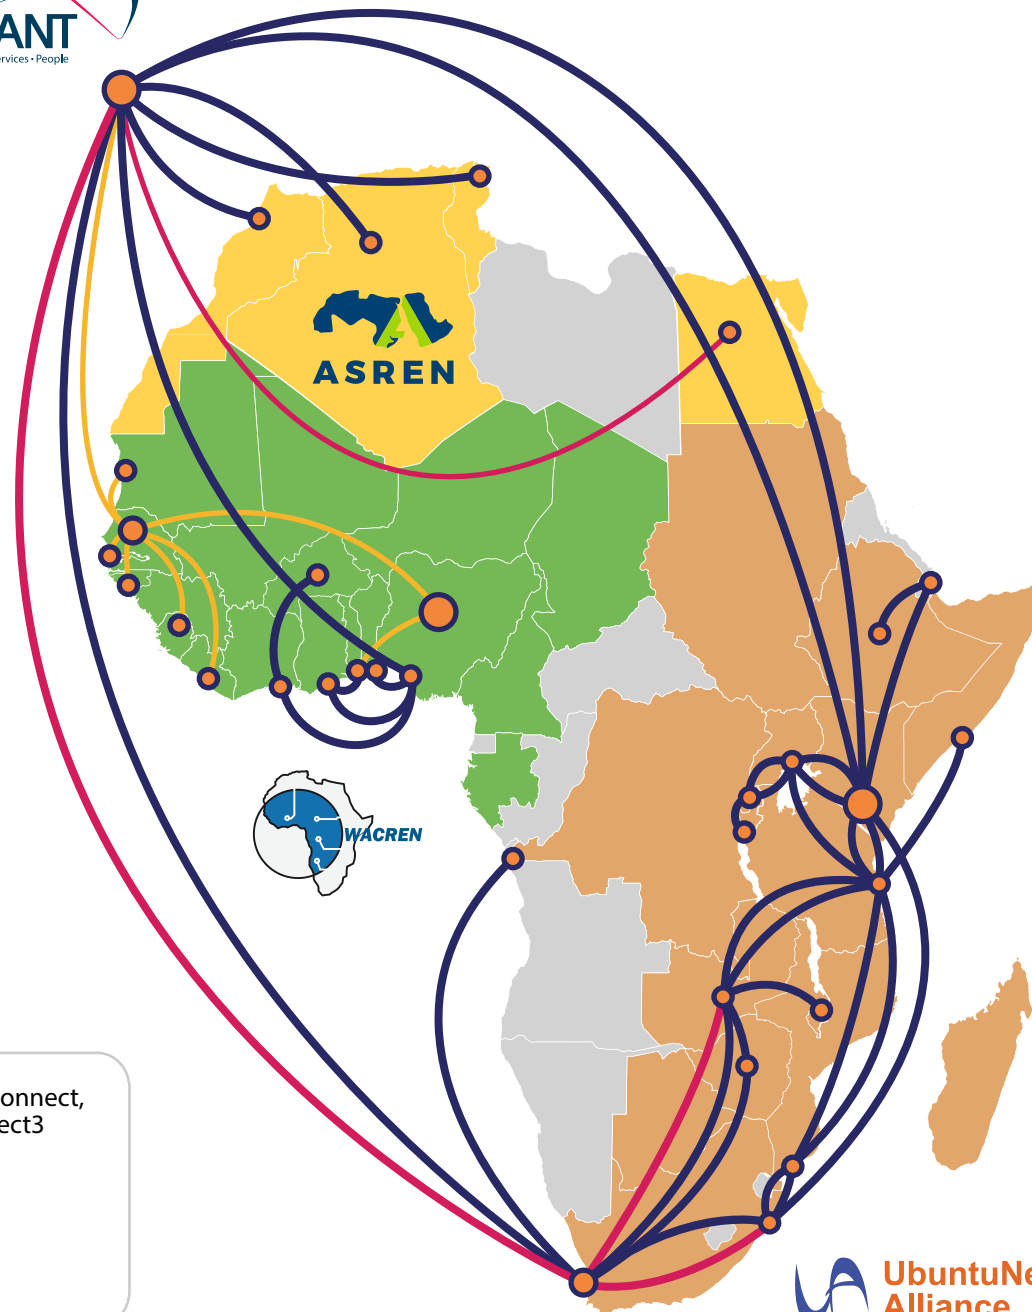 ANT
ervices • People
ASREN
WACREN
onnect,
ect3
UbuntuNe
Alliance